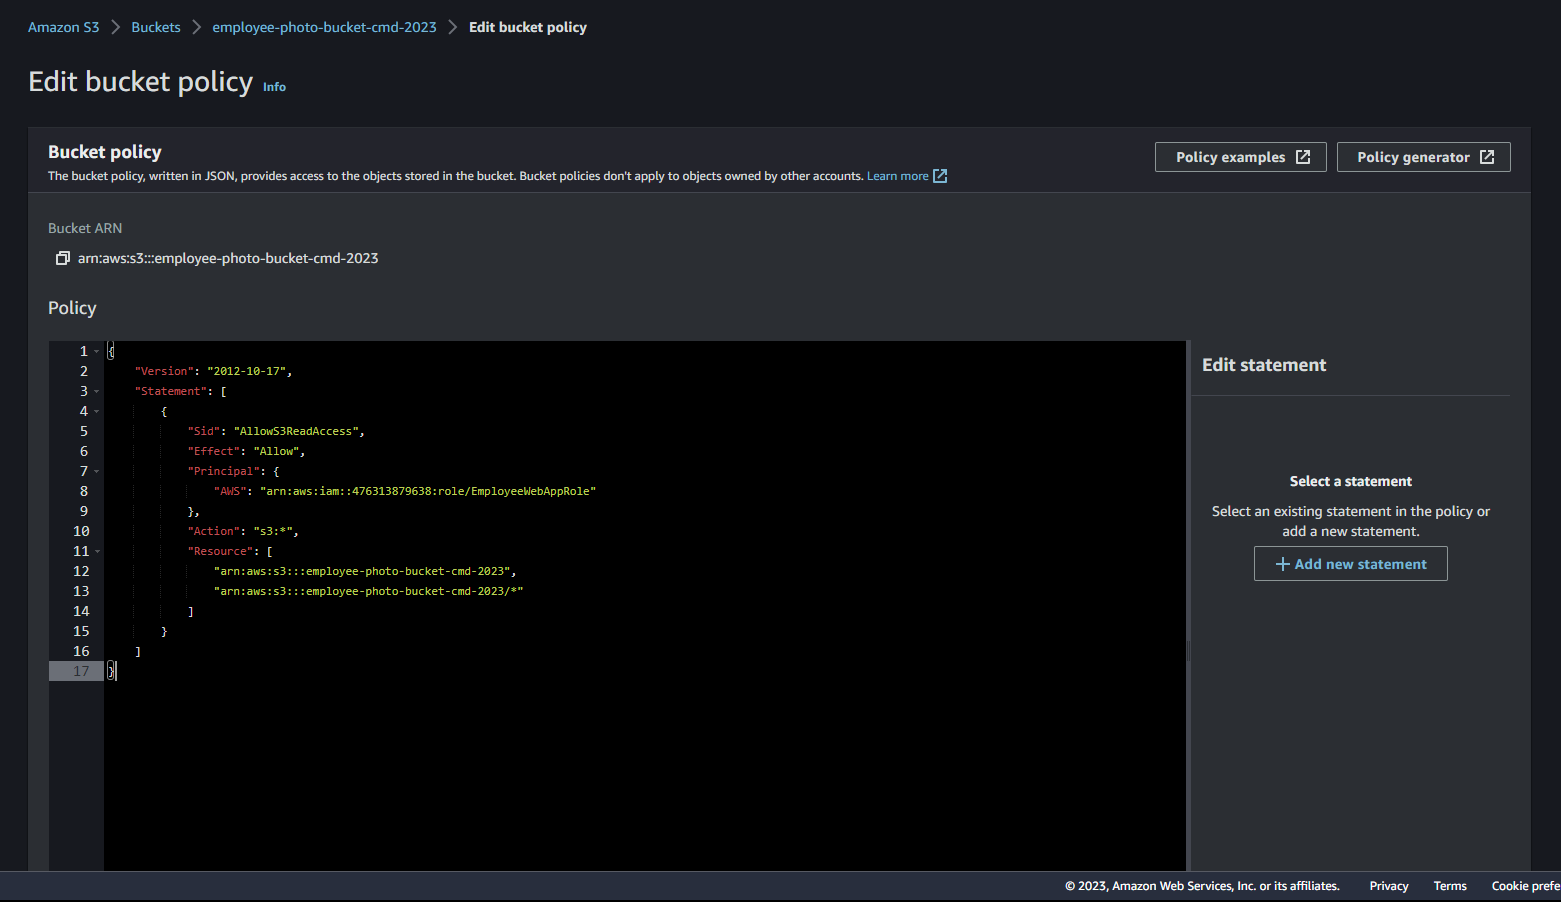 Amazon S3 > Buckets > employee-photo-bucket-cmd-2023 > Edit bucket policy
Edit bucket policy Info
Bucket policy
The bucket policy, written in JSON, provides access to the objects stored in the bucket. Bucket policies don't apply to objects owned by other accounts. Learn more
Policy examples
Policy generator
Bucket ARN
arn:aws:s3:::employee-photo-bucket-cmd-2023
Policy
1 {
2 "Version": "2012-10-17",
3 "Statement": [
4 {
5 "Sid": "AllowS3ReadAccess",
6 "Effect": "Allow",
7 "Principal": {
8 "AWS": "arn:aws:iam::476313879638:role/EmployeeWebAppRole"
9 },
10 "Action": "s3:*",
11 "Resource": [
12 "arn:aws:s3:::employee-photo-bucket-cmd-2023",
13 "arn:aws:s3:::employee-photo-bucket-cmd-2023/*"
14 ]
15 }
16 ]
17 }
Edit statement
Select a statement
Select an existing statement in the policy or
add a new statement.
+ Add new statement
© 2023, Amazon Web Services, Inc. or its affiliates. Privacy Terms Cookie prefe